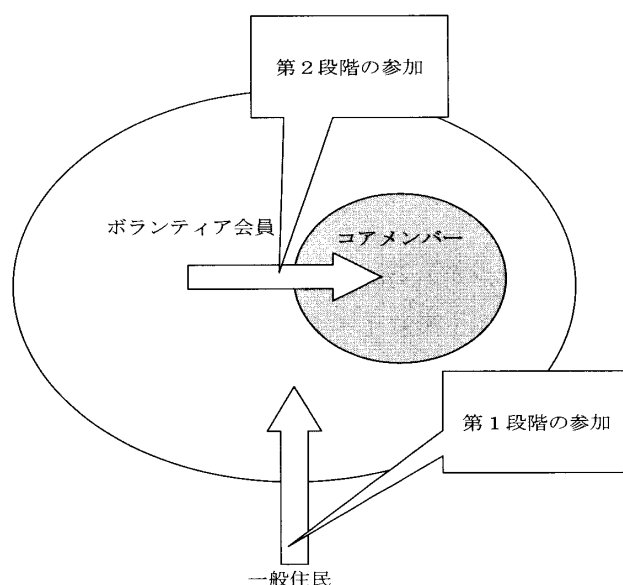 第２段階の参加
ボランティア会員
コアメンバー
第１段階の参加
一般住民